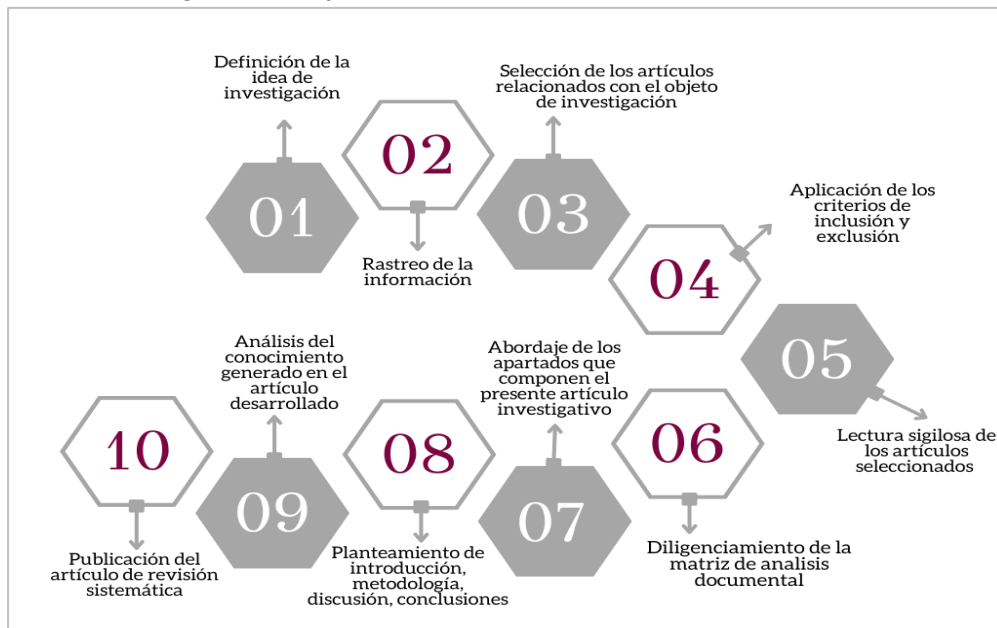 01
Definición de la
idea de
investigación
02
Rastreo de la
información
03
Selección de los artículos
relacionados con el objeto
de investigación
04
Aplicación de los
criterios de
inclusión y
exclusión
05
Lectura sigilosa de
los artículos
seleccionados
06
Diligenciamiento de la
matriz de analisis
documental
07
Abordaje de los
apartados que
componen el
presente artículo
investigativo
08
Planteamiento de
introducción,
metodología,
discusión, conclusiones
09
Análisis del
conocimiento
generado en el
artículo
desarrollado
10
Publicación del
artículo de revisión
sistemática